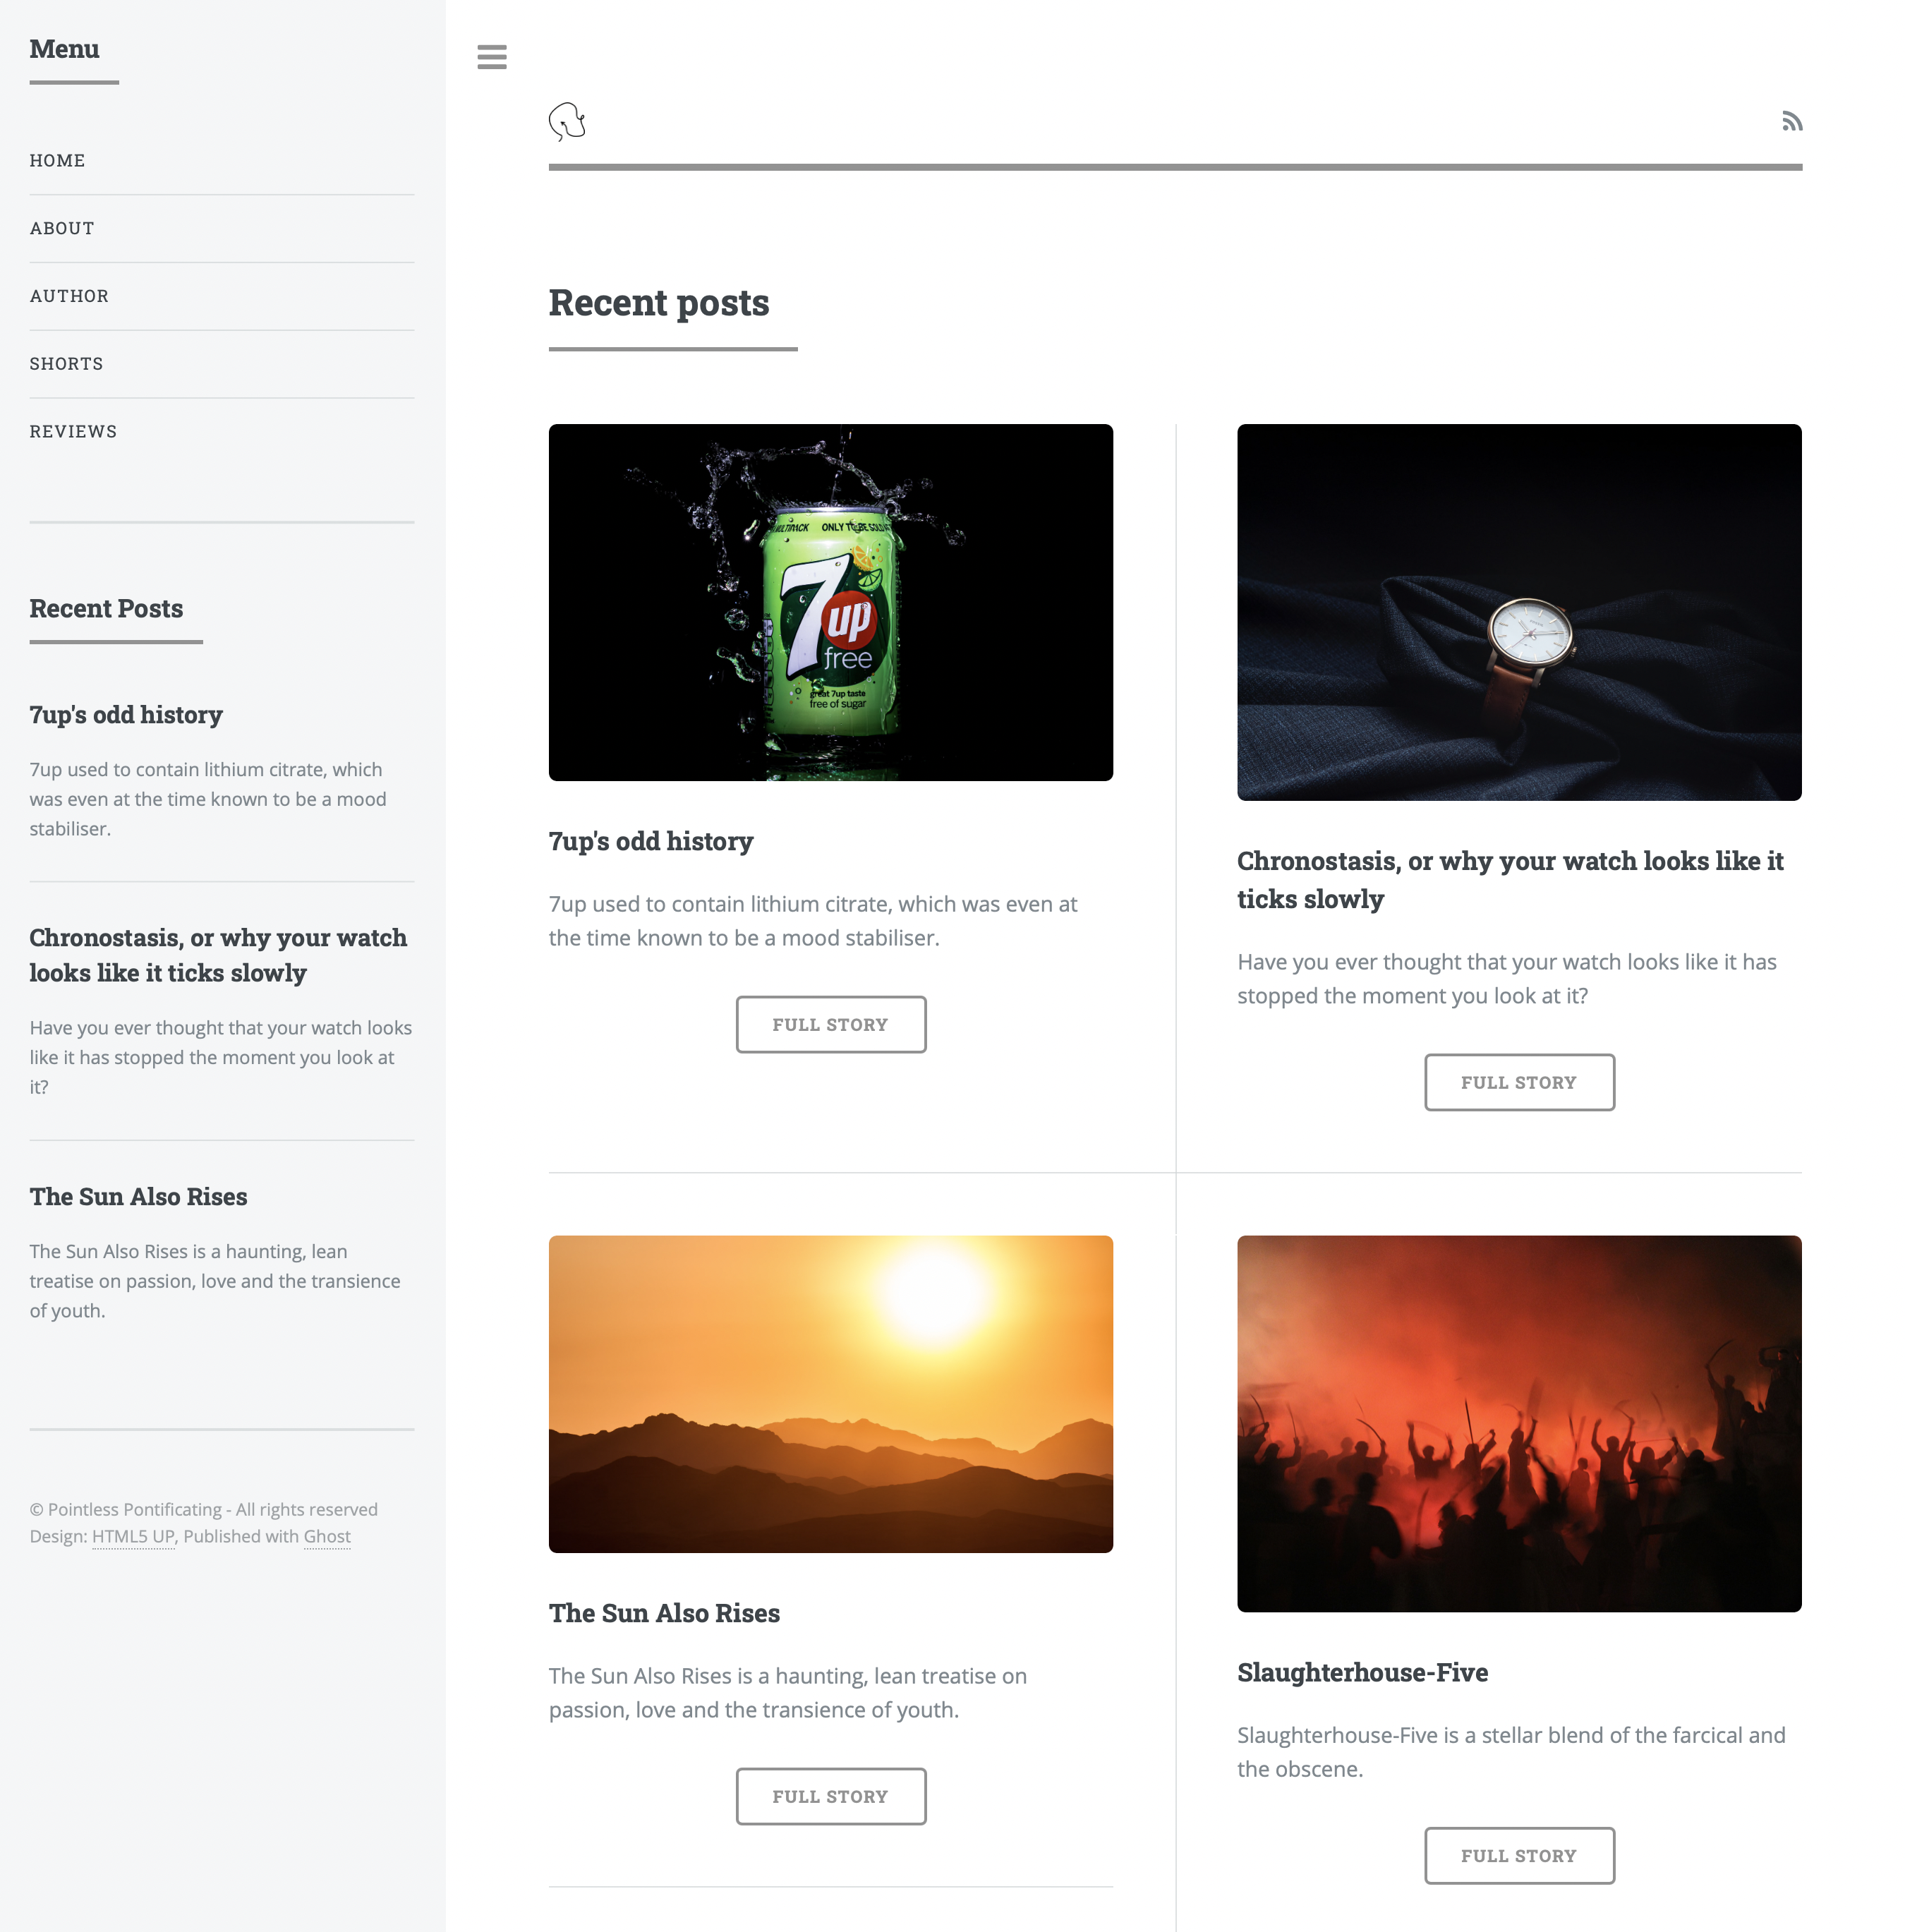 Menu
HOME
ABOUT
AUTHOR
SHORTS
REVIEWS
Recent Posts
7up's odd history
7up used to contain lithium citrate, which
was even at the time known to be a mood
stabiliser.
Chronostasis, or why your watch
looks like it ticks slowly
Have you ever thought that your watch looks
like it has stopped the moment you look at
it?
The Sun Also Rises
The Sun Also Rises is a haunting, lean
treatise on passion, love and the transience
of youth.
© Pointless Pontificating - All rights reserved
Design: HTML5 UP, Published with Ghost
Recent posts
MULTIPACK ONLY TO BE SOLD
7up
free
great 7up taste
free of sugar
7up's odd history
7up used to contain lithium citrate, which was even at
the time known to be a mood stabiliser.
FULL STORY
Chronostasis, or why your watch looks like it
ticks slowly
Have you ever thought that your watch looks like it has
stopped the moment you look at it?
FULL STORY
The Sun Also Rises
The Sun Also Rises is a haunting, lean treatise on
passion, love and the transience of youth.
FULL STORY
Slaughterhouse-Five
Slaughterhouse-Five is a stellar blend of the farcical and
the obscene.
FULL STORY